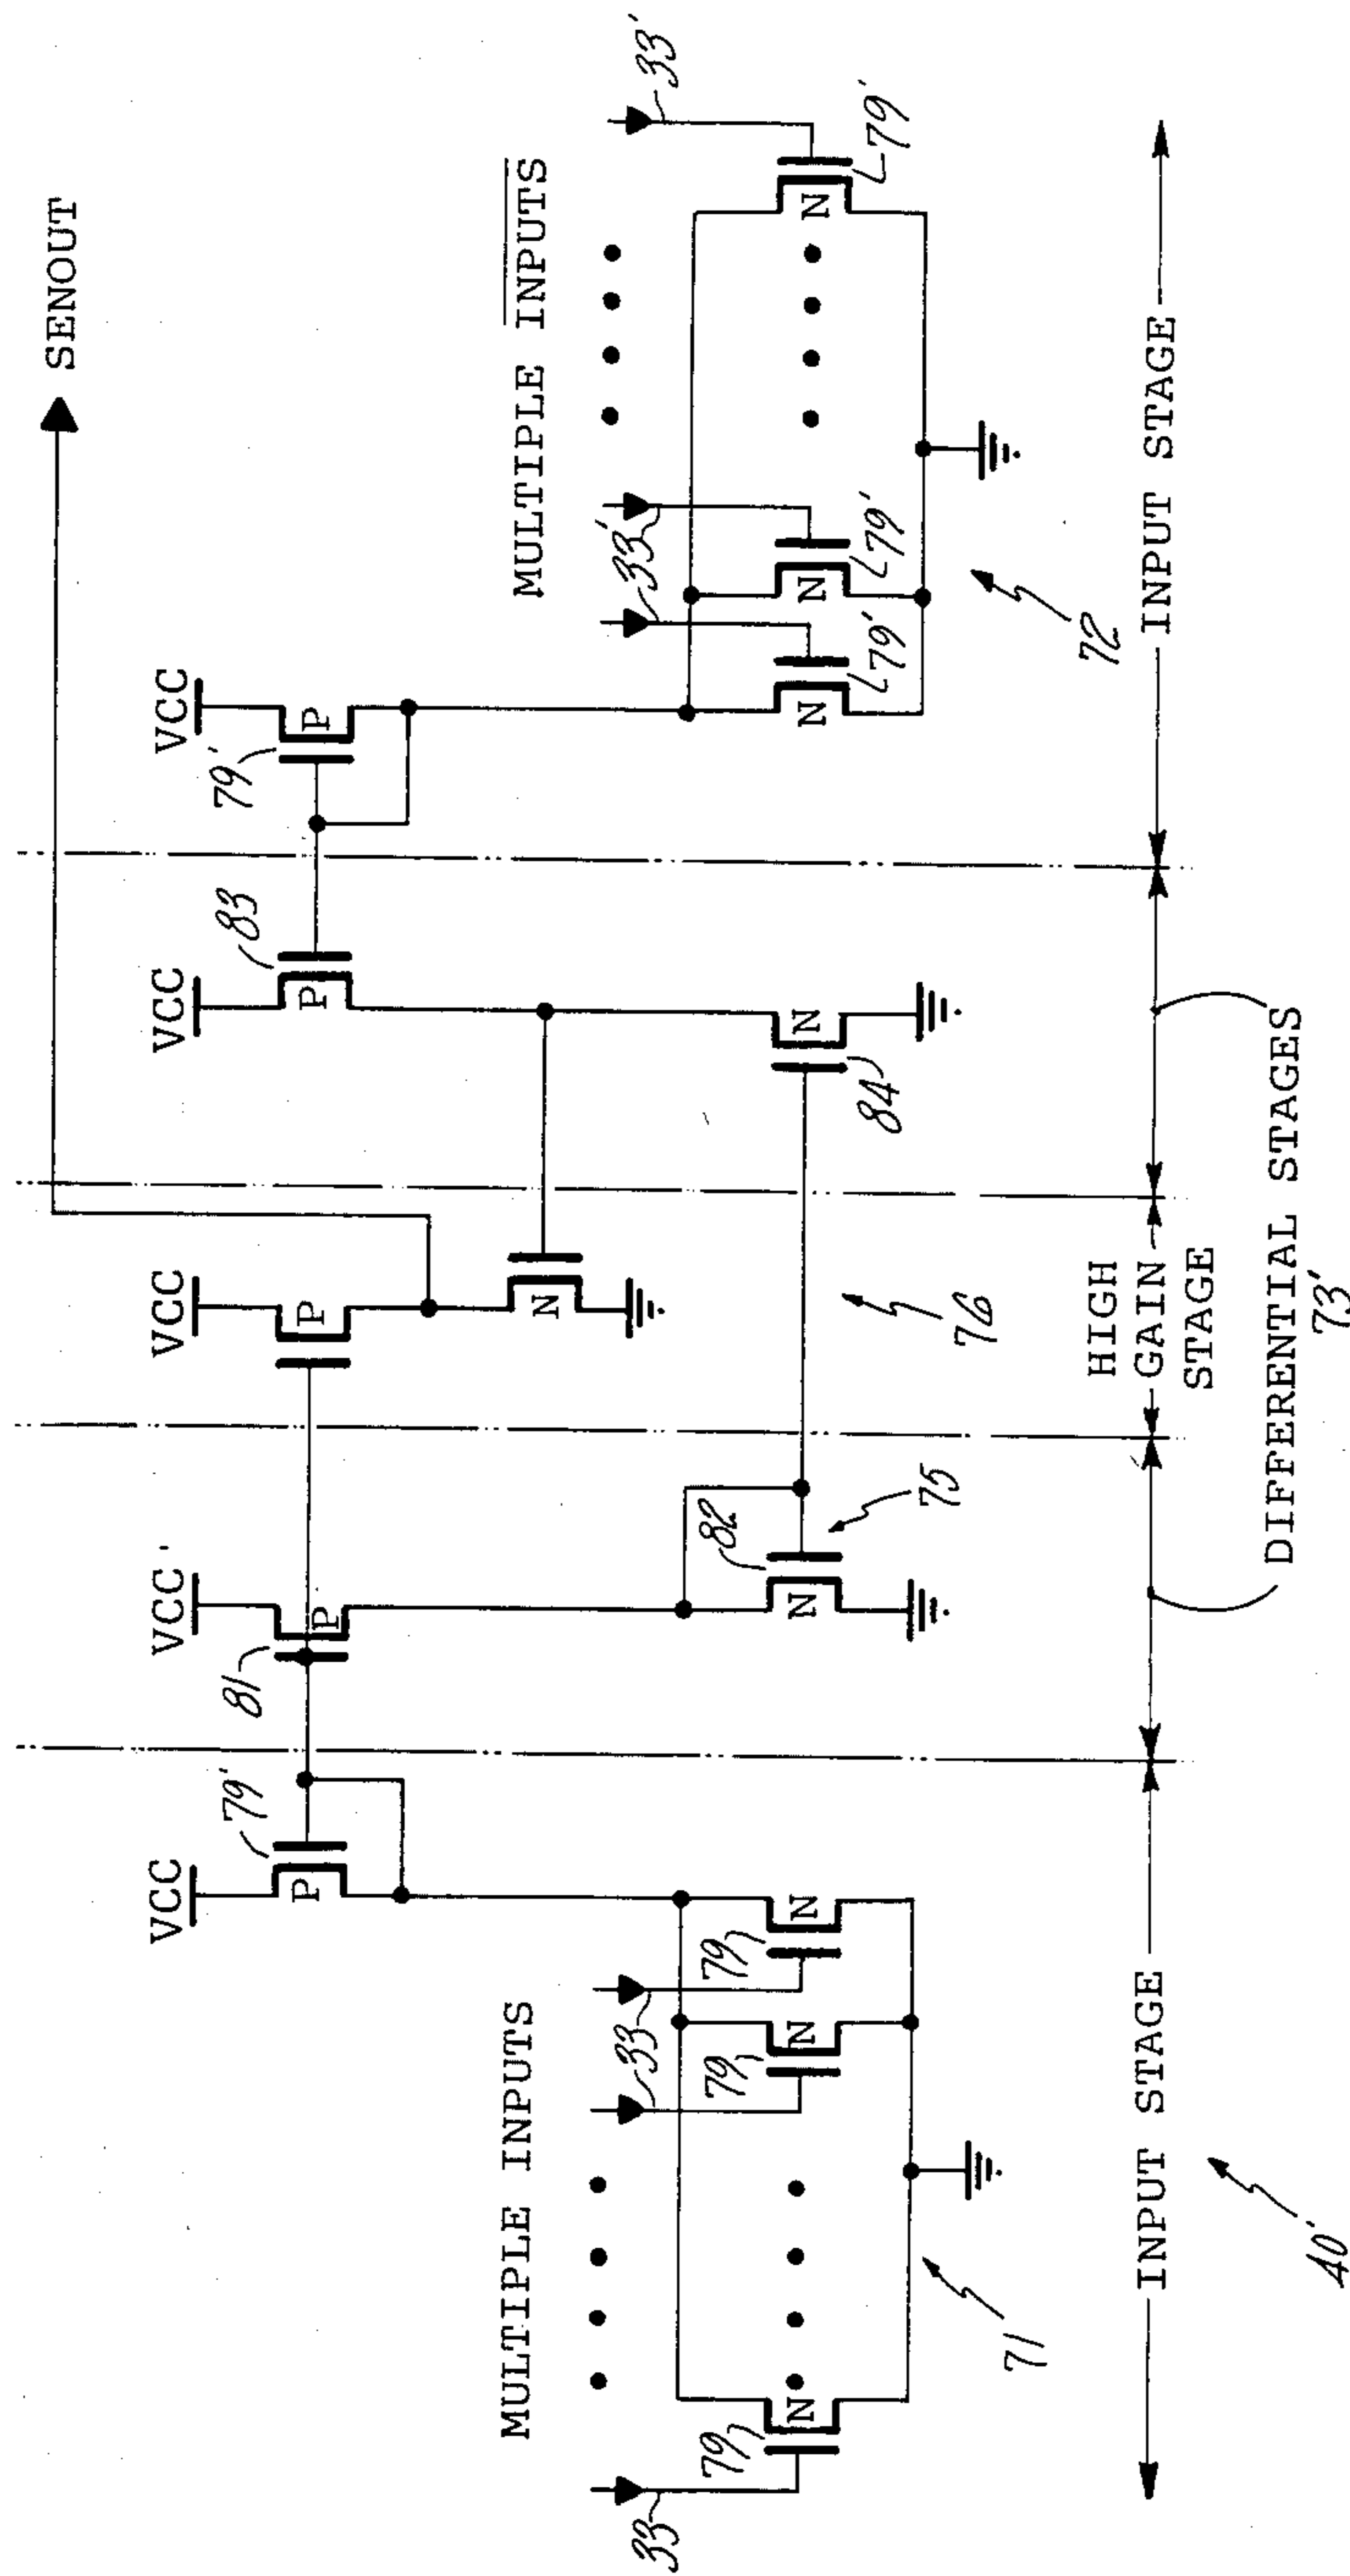 SENOUT
VCC
VCC
VCC
VCC
VCC
79'
81
83
79'
P
P
P
P
P
MULTIPLE INPUTS
MULTIPLE INPUTS
N
33
33
33
33'
33'
33'
79
79
79
82
84
79'
79'
79'
N
N
N
N
N
N
N
N
71
75
76
72
HIGH
INPUT STAGE
GAIN
INPUT STAGE
STAGE
DIFFERENTIAL STAGES
73'
40'